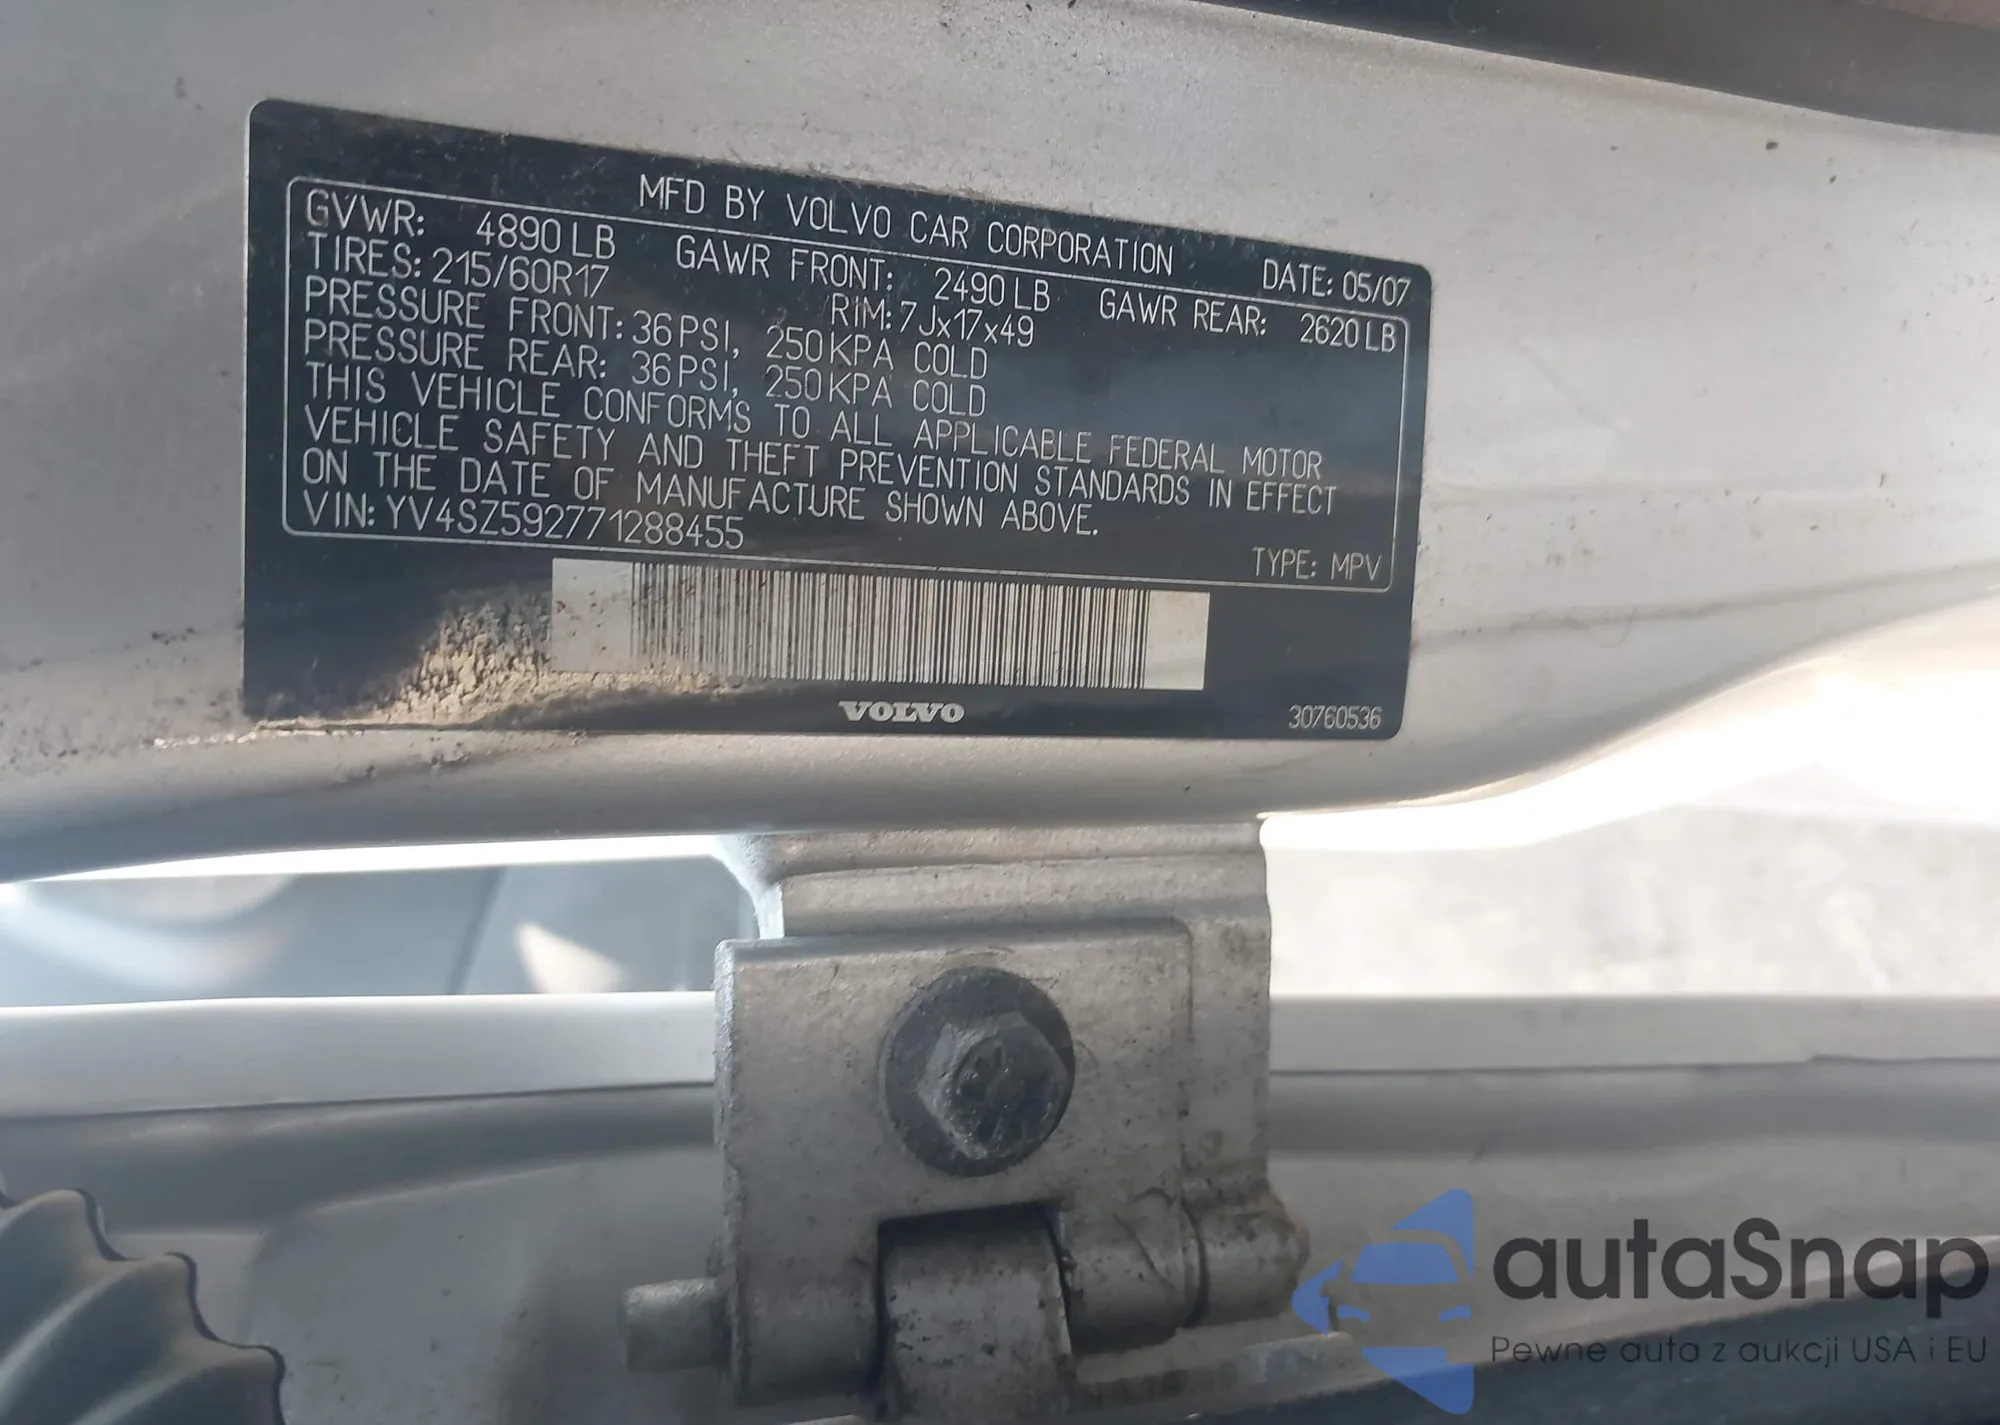 MFD BY VOLVO CAR CORPORATION DATE: 05/07
GVWR: 4890 LB GAWR FRONT: 2490 LB GAWR REAR: 2620 LB
TIRES: 215/60R17 RIM: 7Jx17x49
PRESSURE FRONT: 36 PSI, 250 KPA COLD
PRESSURE REAR: 36 PSI, 250 KPA COLD
THIS VEHICLE CONFORMS TO ALL APPLICABLE FEDERAL MOTOR
VEHICLE SAFETY AND THEFT PREVENTION STANDARDS IN EFFECT
ON THE DATE OF MANUFACTURE SHOWN ABOVE.
VIN: YV4SZ592771288455 TYPE: MPV
VOLVO 30760536
autaSnap
Pewne auta z aukcji USA i EU